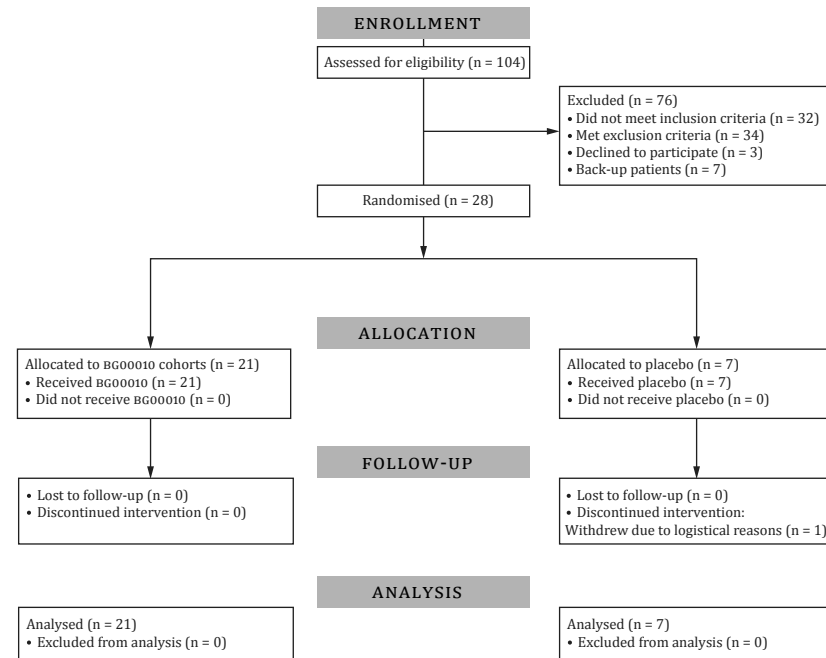 ENROLLMENT
Assessed for eligibility (n = 104)
Excluded (n = 76)
• Did not meet inclusion criteria (n = 32)
• Met exclusion criteria (n = 34)
• Declined to participate (n = 3)
• Back-up patients (n = 7)
Randomised (n = 28)
ALLOCATION
Allocated to BG00010 cohorts (n = 21)
• Received BG00010 (n = 21)
• Did not receive BG00010 (n = 0)
Allocated to placebo (n = 7)
• Received placebo (n = 7)
• Did not receive placebo (n = 0)
FOLLOW-UP
• Lost to follow-up (n = 0)
• Discontinued intervention (n = 0)
• Lost to follow-up (n = 0)
• Discontinued intervention:
Withdrew due to logistical reasons (n = 1)
ANALYSIS
Analysed (n = 21)
• Excluded from analysis (n = 0)
Analysed (n = 7)
• Excluded from analysis (n = 0)